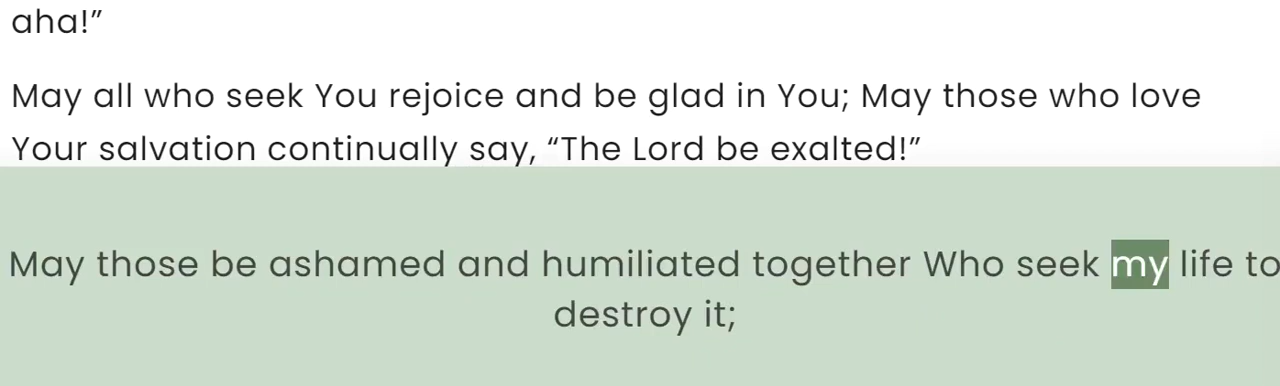 aha!”
May all who seek You rejoice and be glad in You; May those who love
Your salvation continually say, “The Lord be exalted!”
May those be ashamed and humiliated together Who seek my life to
destroy it;